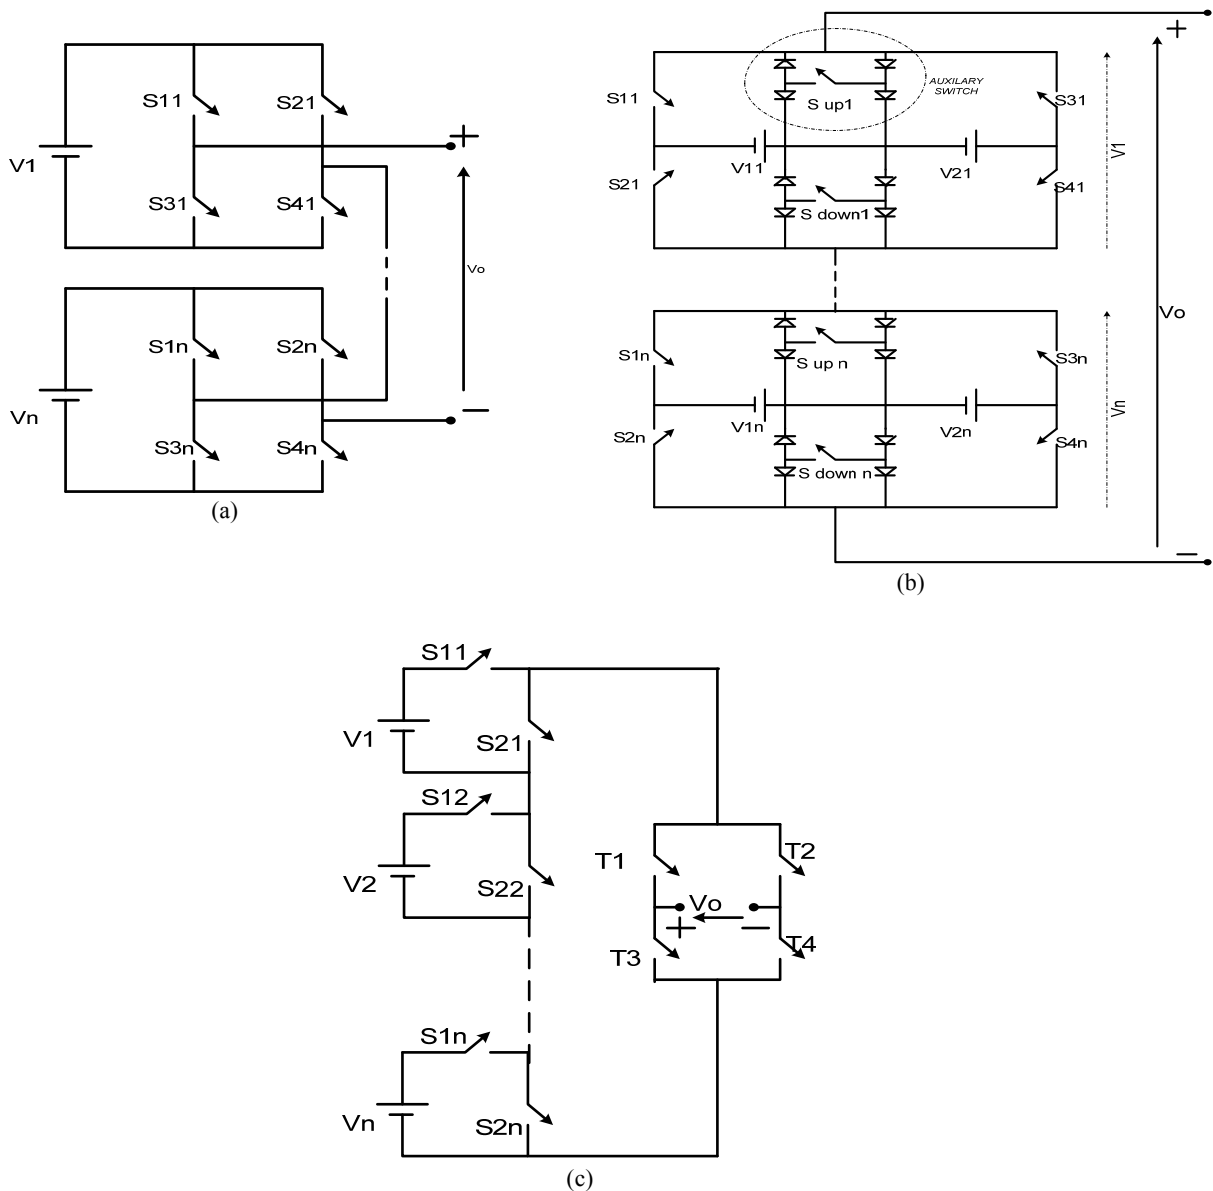 S11
S21
V1
+
S31
S41
Vo
S1n
S2n
Vn
−
S3n
S4n
(a)
+
S11
S up1
AUXILARY
SWITCH
S31
V11
V21
V1
S21
S down1
S41
Vo
S1n
S up n
S3n
V1n
V2n
Vn
S2n
S down n
S4n
−
(b)
S11
V1
S21
S12
T1
T2
V2
S22
Vo
+
−
T3
T4
S1n
Vn
S2n
(c)